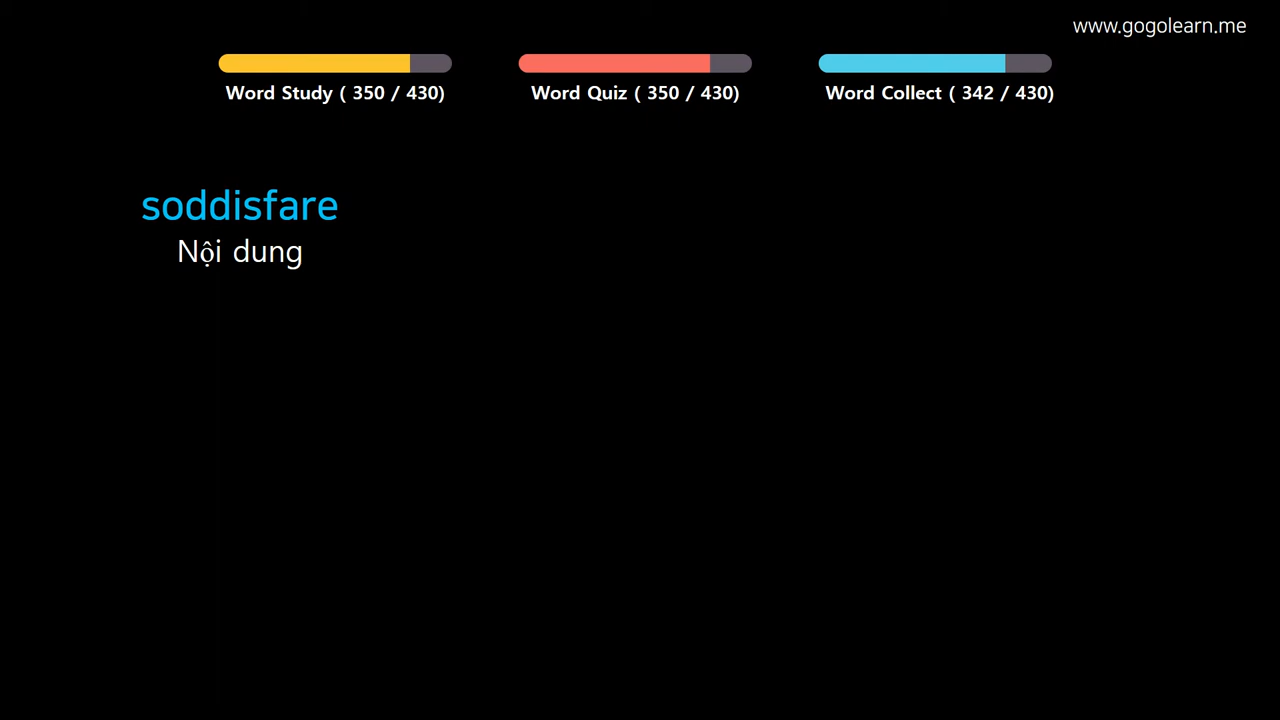 www.gogolearn.me
Word Study ( 350 / 430)
Word Quiz ( 350 / 430)
Word Collect ( 342 / 430)
soddisfare
Nội dung